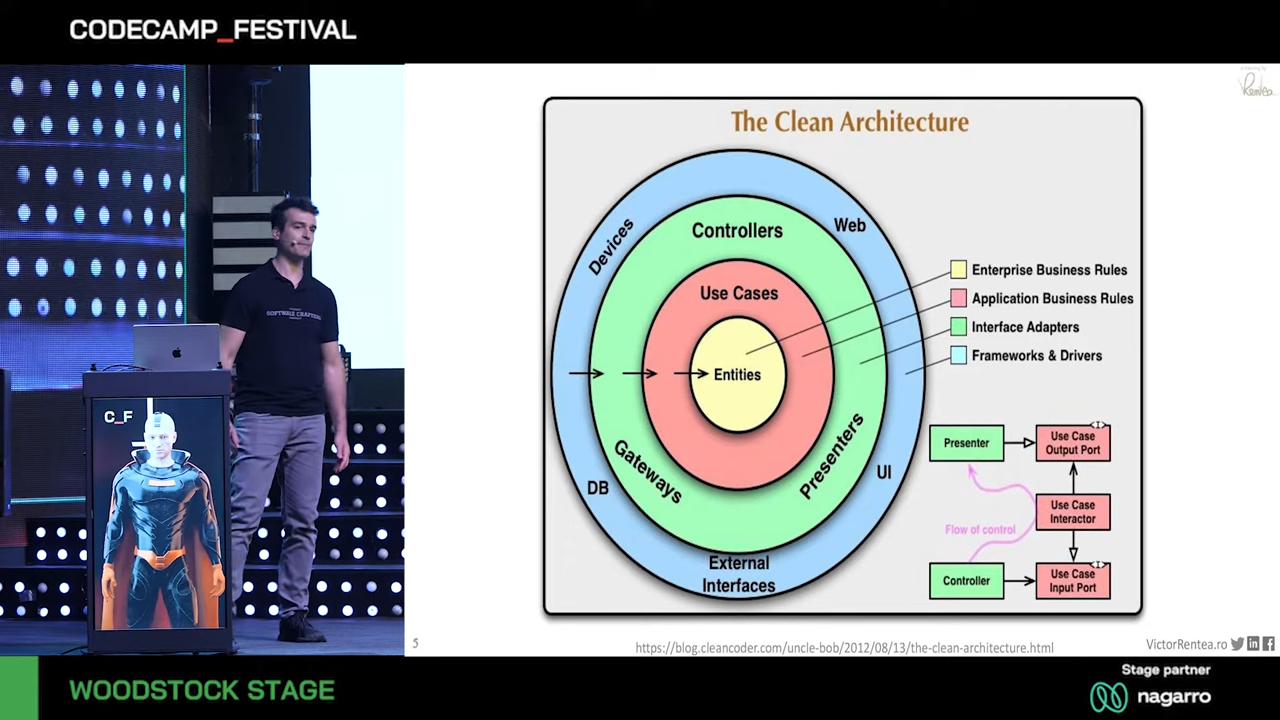 CODECAMP_FESTIVAL
a training by
Rentea
The Clean Architecture
Devices
Controllers
Web
Use Cases
Enterprise Business Rules
Application Business Rules
Interface Adapters
Frameworks & Drivers
Entities
SOFTWARE CRAFTERS
C_F
Gateways
Presenters
DB
UI
External
Interfaces
Presenter
Use Case
Output Port
Flow of control
Use Case
Interactor
Controller
Use Case
Input Port
5
https://blog.cleancoder.com/uncle-bob/2012/08/13/the-clean-architecture.html
VictorRentea.ro
WOODSTOCK STAGE
Stage partner
nagarro